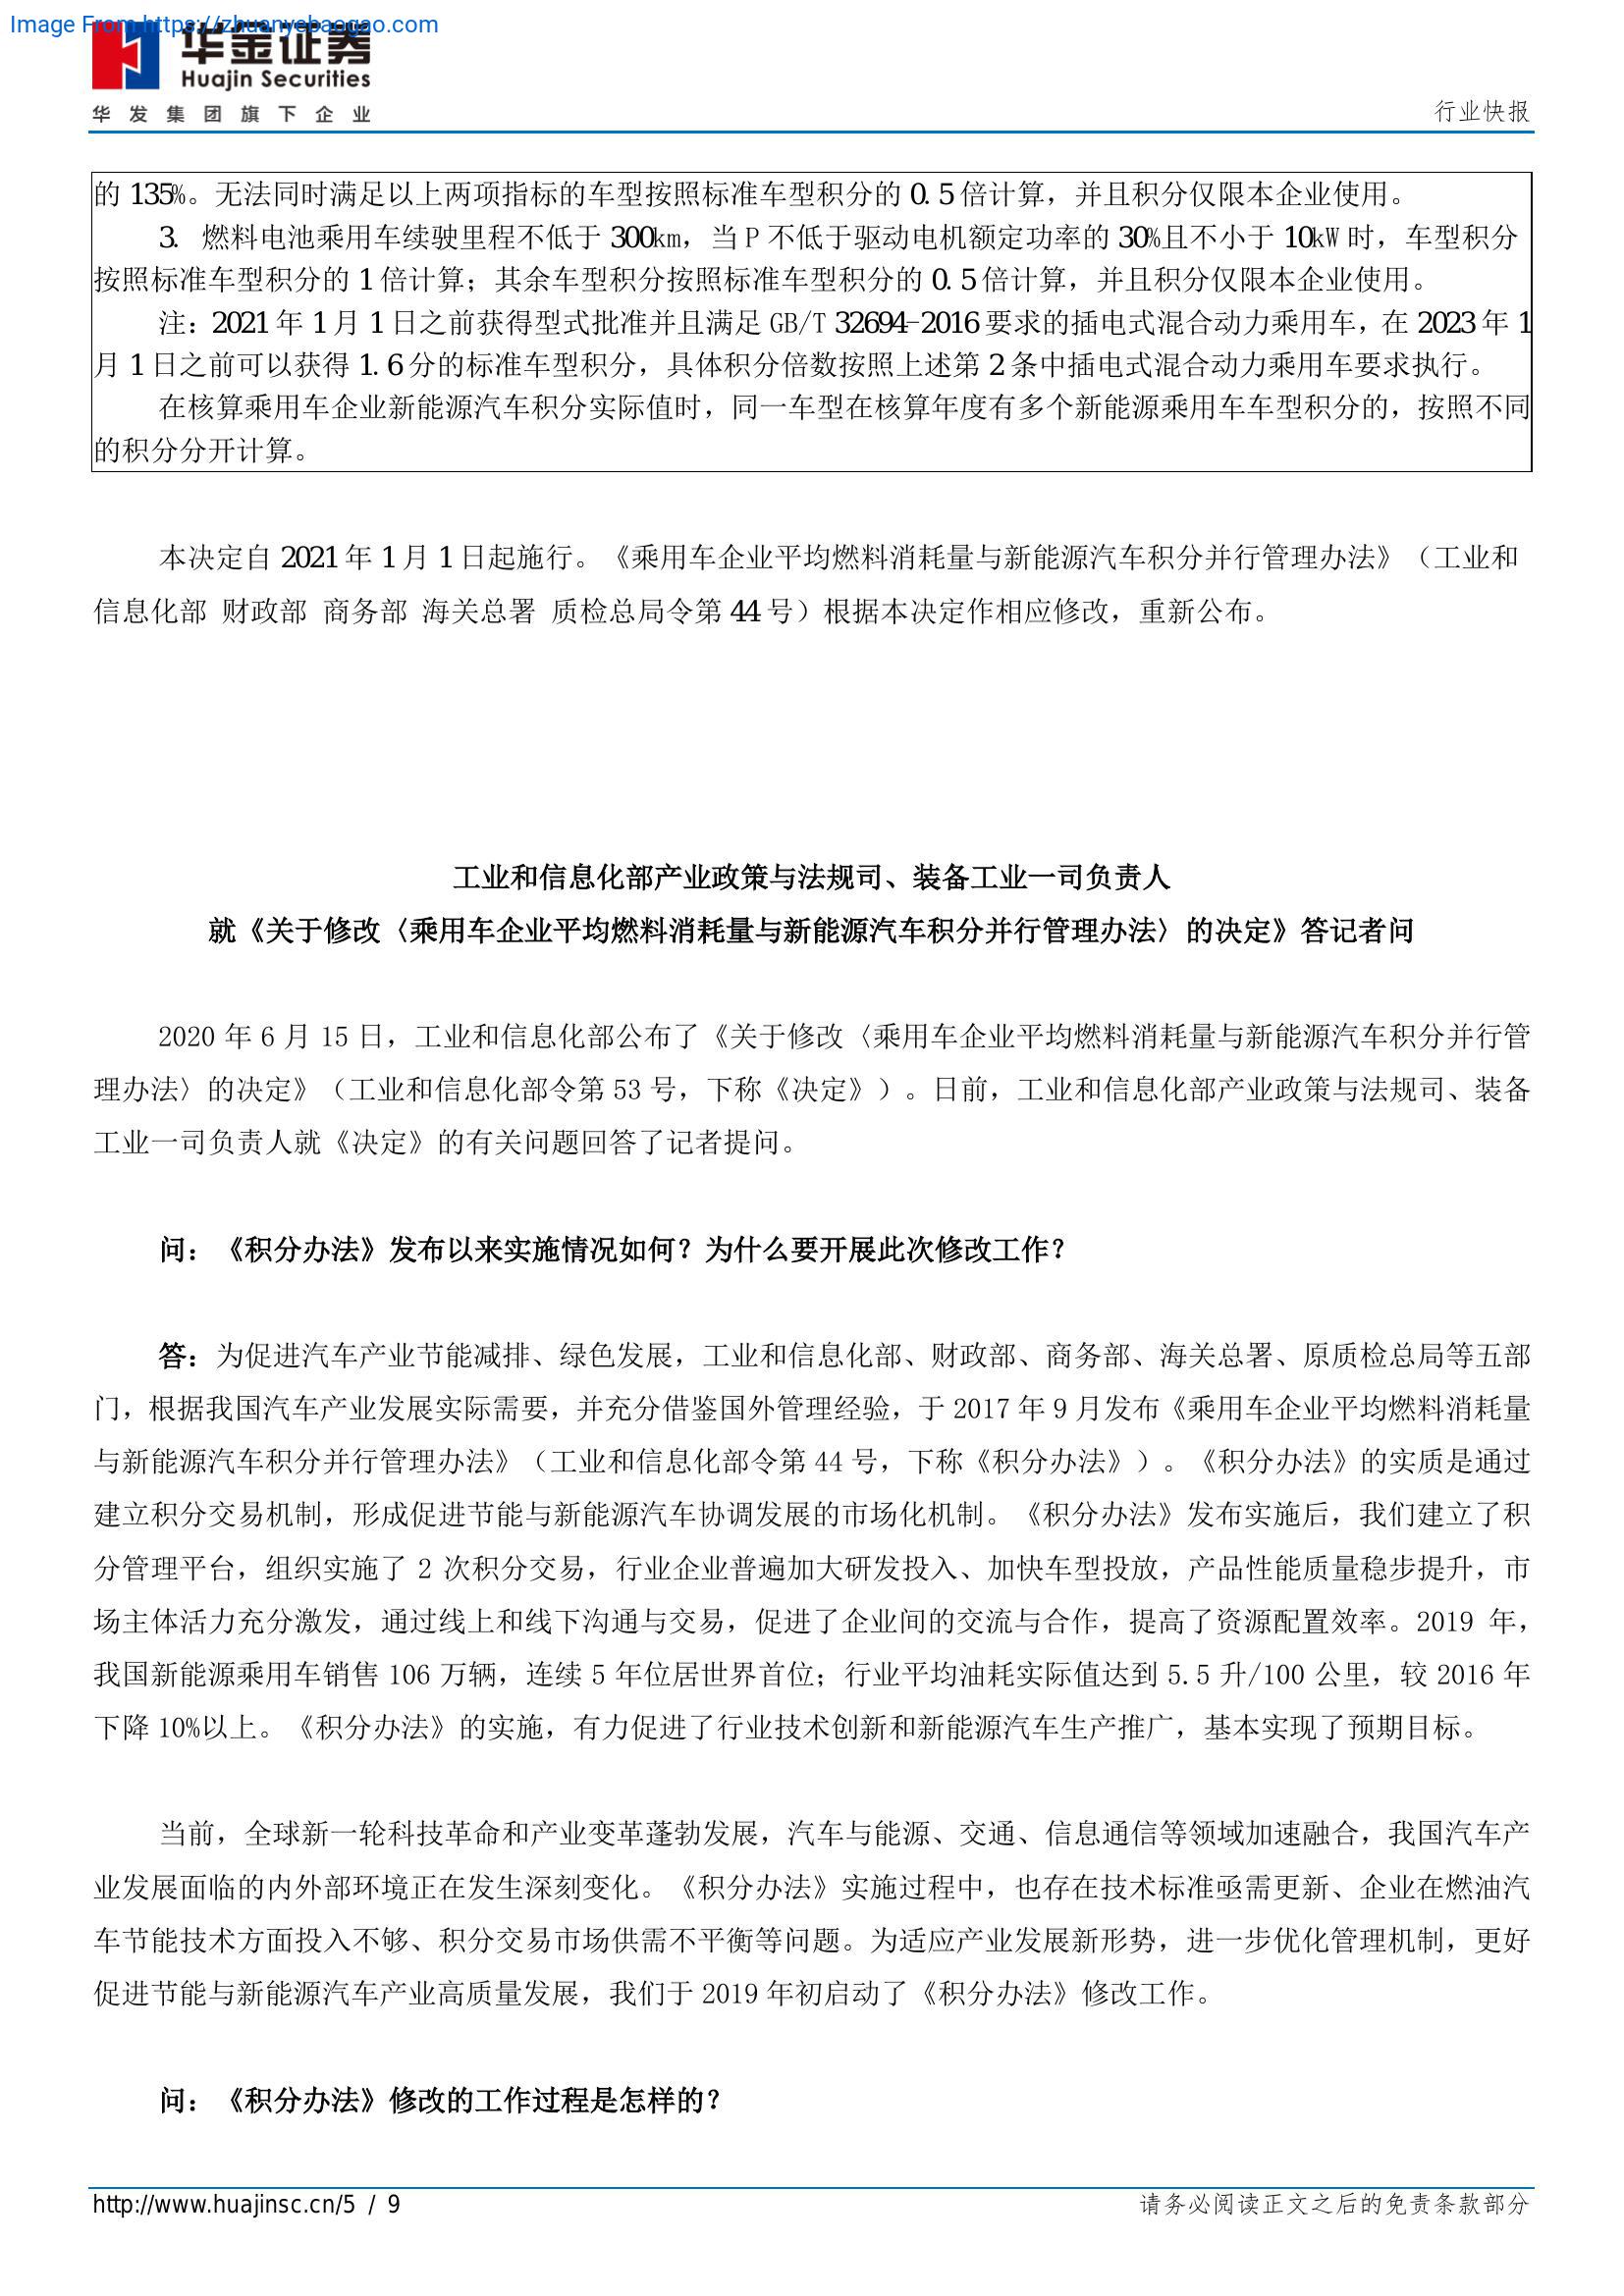 Image From https://zhuanyebaogao.com
华金证券
Huajin Securities
华发集团旗下企业
行业快报
的 135%。无法同时满足以上两项指标的车型按照标准车型积分的 0.5 倍计算，并且积分仅限本企业使用。
3. 燃料电池乘用车续驶里程不低于 300km，当 P 不低于驱动电机额定功率的 30%且不小于 10kW 时，车型积分
按照标准车型积分的 1 倍计算；其余车型积分按照标准车型积分的 0.5 倍计算，并且积分仅限本企业使用。
注：2021 年 1 月 1 日之前获得型式批准并且满足 GB/T 32694-2016 要求的插电式混合动力乘用车，在 2023 年 1
月 1 日之前可以获得 1.6 分的标准车型积分，具体积分倍数按照上述第 2 条中插电式混合动力乘用车要求执行。
在核算乘用车企业新能源汽车积分实际值时，同一车型在核算年度有多个新能源乘用车车型积分的，按照不同
的积分分开计算。
本决定自 2021 年 1 月 1 日起施行。《乘用车企业平均燃料消耗量与新能源汽车积分并行管理办法》（工业和
信息化部 财政部 商务部 海关总署 质检总局令第 44 号）根据本决定作相应修改，重新公布。
工业和信息化部产业政策与法规司、装备工业一司负责人
就《关于修改〈乘用车企业平均燃料消耗量与新能源汽车积分并行管理办法〉的决定》答记者问
2020 年 6 月 15 日，工业和信息化部公布了《关于修改〈乘用车企业平均燃料消耗量与新能源汽车积分并行管
理办法〉的决定》（工业和信息化部令第 53 号，下称《决定》）。日前，工业和信息化部产业政策与法规司、装备
工业一司负责人就《决定》的有关问题回答了记者提问。
问：《积分办法》发布以来实施情况如何？为什么要开展此次修改工作？
答：为促进汽车产业节能减排、绿色发展，工业和信息化部、财政部、商务部、海关总署、原质检总局等五部
门，根据我国汽车产业发展实际需要，并充分借鉴国外管理经验，于 2017 年 9 月发布《乘用车企业平均燃料消耗量
与新能源汽车积分并行管理办法》（工业和信息化部令第 44 号，下称《积分办法》）。《积分办法》的实质是通过
建立积分交易机制，形成促进节能与新能源汽车协调发展的市场化机制。《积分办法》发布实施后，我们建立了积
分管理平台，组织实施了 2 次积分交易，行业企业普遍加大研发投入、加快车型投放，产品性能质量稳步提升，市
场主体活力充分激发，通过线上和线下沟通与交易，促进了企业间的交流与合作，提高了资源配置效率。2019 年，
我国新能源乘用车销售 106 万辆，连续 5 年位居世界首位；行业平均油耗实际值达到 5.5 升/100 公里，较 2016 年
下降 10%以上。《积分办法》的实施，有力促进了行业技术创新和新能源汽车生产推广，基本实现了预期目标。
当前，全球新一轮科技革命和产业变革蓬勃发展，汽车与能源、交通、信息通信等领域加速融合，我国汽车产
业发展面临的内外部环境正在发生深刻变化。《积分办法》实施过程中，也存在技术标准亟需更新、企业在燃油汽
车节能技术方面投入不够、积分交易市场供需不平衡等问题。为适应产业发展新形势，进一步优化管理机制，更好
促进节能与新能源汽车产业高质量发展，我们于 2019 年初启动了《积分办法》修改工作。
问：《积分办法》修改的工作过程是怎样的？
http://www.huajinsc.cn/5 / 9
请务必阅读正文之后的免责条款部分